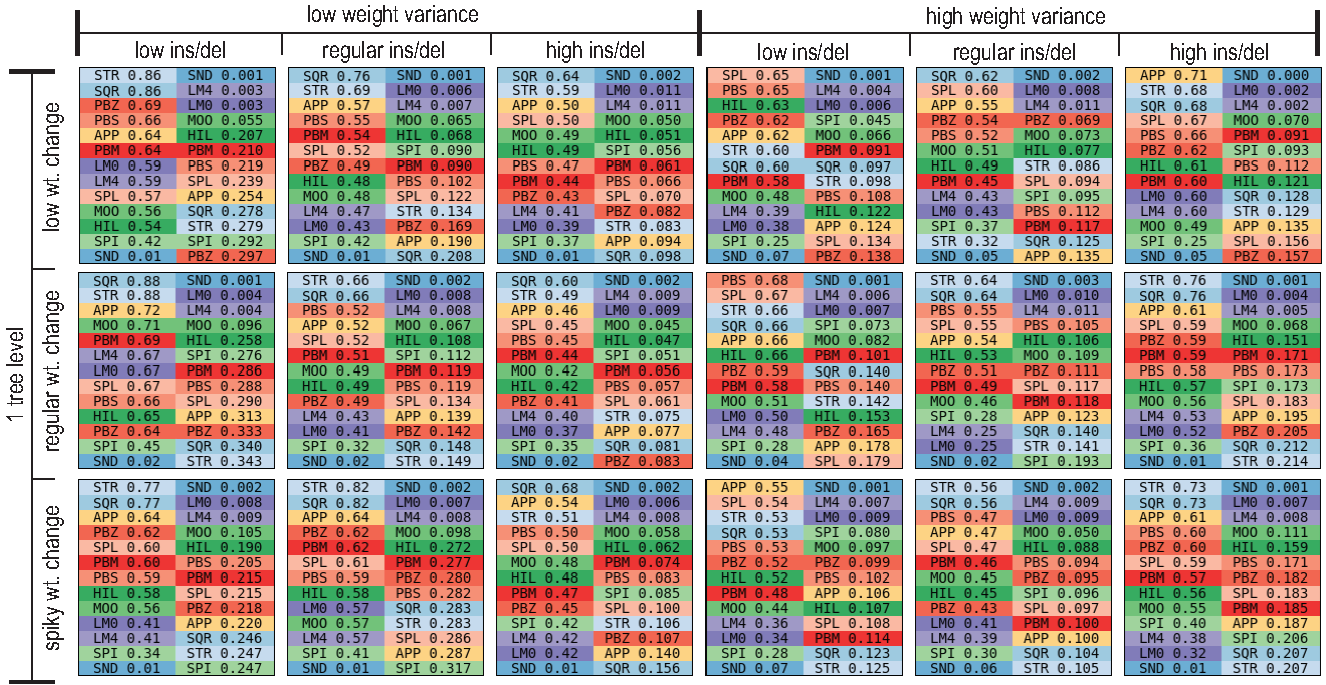 low weight variance high weight variance
low ins/del regular ins/del high ins/del low ins/del regular ins/del high ins/del
1 tree level
low wt. change
STR 0.86 SND 0.001 SQR 0.76 SND 0.001 SQR 0.64 SND 0.002 SPL 0.65 SND 0.001 SQR 0.62 SND 0.002 APP 0.71 SND 0.000
SQR 0.86 LM4 0.003 STR 0.69 LM0 0.006 STR 0.59 LM0 0.011 PBS 0.65 LM4 0.004 SPL 0.60 LM0 0.008 STR 0.68 LM0 0.002
PBZ 0.69 LM0 0.003 APP 0.57 LM4 0.007 APP 0.50 LM4 0.011 HIL 0.63 LM0 0.006 APP 0.55 LM4 0.011 SQR 0.68 LM4 0.002
PBS 0.66 MOO 0.055 PBS 0.55 MOO 0.065 SPL 0.50 MOO 0.050 PBZ 0.62 SPI 0.045 PBZ 0.54 PBZ 0.069 SPL 0.67 MOO 0.070
APP 0.64 HIL 0.207 PBM 0.54 HIL 0.068 MOO 0.49 HIL 0.051 APP 0.62 MOO 0.066 PBS 0.52 MOO 0.073 PBS 0.66 PBM 0.091
PBM 0.64 PBM 0.210 SPL 0.52 SPI 0.090 HIL 0.49 SPI 0.056 STR 0.60 PBM 0.091 MOO 0.51 HIL 0.077 PBZ 0.62 SPI 0.093
LM0 0.59 PBS 0.219 PBZ 0.49 PBM 0.090 PBS 0.47 PBM 0.061 SQR 0.60 SQR 0.097 HIL 0.49 STR 0.086 HIL 0.61 PBS 0.112
LM4 0.59 SPL 0.239 HIL 0.48 PBS 0.102 PBM 0.44 PBS 0.066 PBM 0.58 STR 0.098 PBM 0.45 SPL 0.094 PBM 0.60 HIL 0.121
SPL 0.57 APP 0.254 MOO 0.48 SPL 0.122 PBZ 0.43 SPL 0.070 MOO 0.48 PBS 0.108 LM4 0.43 SPI 0.095 LM0 0.60 SQR 0.128
MOO 0.56 SQR 0.278 LM4 0.47 STR 0.134 LM4 0.41 PBZ 0.082 LM4 0.39 HIL 0.122 LM0 0.43 PBS 0.112 LM4 0.60 STR 0.129
HIL 0.54 STR 0.279 LM0 0.43 PBZ 0.169 LM0 0.39 STR 0.083 LM0 0.38 APP 0.124 SPI 0.37 PBM 0.117 MOO 0.49 APP 0.135
SPI 0.42 SPI 0.292 SPI 0.42 APP 0.190 SPI 0.37 APP 0.094 SPI 0.25 SPL 0.134 STR 0.32 SQR 0.125 SPI 0.25 SPL 0.156
SND 0.01 PBZ 0.297 SND 0.01 SQR 0.208 SND 0.01 SQR 0.098 SND 0.07 PBZ 0.138 SND 0.05 APP 0.135 SND 0.05 PBZ 0.157
regular wt. change
SQR 0.88 SND 0.001 STR 0.66 SND 0.002 SQR 0.60 SND 0.002 PBS 0.68 SND 0.001 STR 0.64 SND 0.003 STR 0.76 SND 0.001
STR 0.88 LM0 0.004 SQR 0.66 LM0 0.008 STR 0.49 LM4 0.009 SPL 0.67 LM4 0.006 SQR 0.64 LM0 0.010 SQR 0.76 LM0 0.004
APP 0.72 LM4 0.004 PBS 0.52 LM4 0.008 APP 0.46 LM0 0.009 STR 0.66 LM0 0.007 PBS 0.55 LM4 0.011 APP 0.61 LM4 0.005
MOO 0.71 MOO 0.096 APP 0.52 MOO 0.067 SPL 0.45 MOO 0.045 SQR 0.66 SPI 0.073 SPL 0.55 PBS 0.105 SPL 0.59 MOO 0.068
PBM 0.69 HIL 0.258 SPL 0.52 HIL 0.108 PBS 0.45 HIL 0.047 APP 0.66 MOO 0.082 APP 0.54 HIL 0.106 PBZ 0.59 HIL 0.151
LM4 0.67 SPI 0.276 PBM 0.51 SPI 0.112 PBM 0.44 SPI 0.051 HIL 0.66 PBM 0.101 HIL 0.53 MOO 0.109 PBM 0.59 PBM 0.171
LM0 0.67 PBM 0.286 MOO 0.49 PBM 0.119 MOO 0.42 PBM 0.056 PBZ 0.59 SQR 0.140 PBZ 0.51 PBZ 0.111 PBS 0.58 PBS 0.173
SPL 0.67 PBS 0.288 HIL 0.49 PBS 0.119 HIL 0.42 PBS 0.057 PBM 0.58 PBS 0.140 PBM 0.49 SPL 0.117 HIL 0.57 SPI 0.173
PBS 0.66 SPL 0.290 PBZ 0.49 SPL 0.134 PBZ 0.41 SPL 0.061 MOO 0.51 STR 0.142 MOO 0.46 PBM 0.118 MOO 0.56 SPL 0.183
HIL 0.65 APP 0.313 LM4 0.43 APP 0.139 LM4 0.40 STR 0.075 LM0 0.50 HIL 0.153 SPI 0.28 APP 0.123 LM4 0.53 APP 0.195
PBZ 0.64 PBZ 0.333 LM0 0.41 PBZ 0.142 LM0 0.37 APP 0.077 LM4 0.48 PBZ 0.165 LM4 0.25 SQR 0.140 LM0 0.52 PBZ 0.205
SPI 0.45 SQR 0.340 SPI 0.32 SQR 0.148 SPI 0.35 SQR 0.081 SPI 0.28 APP 0.178 LM0 0.25 STR 0.141 SPI 0.36 SQR 0.212
SND 0.02 STR 0.343 SND 0.02 STR 0.149 SND 0.02 PBZ 0.083 SND 0.04 SPL 0.179 SND 0.02 SPI 0.193 SND 0.01 STR 0.214
spiky wt. change
STR 0.77 SND 0.002 STR 0.82 SND 0.002 SQR 0.68 SND 0.002 APP 0.55 SND 0.001 STR 0.56 SND 0.002 STR 0.73 SND 0.001
SQR 0.77 LM0 0.008 SQR 0.82 LM0 0.007 APP 0.54 LM0 0.006 SPL 0.54 LM4 0.007 SQR 0.56 LM4 0.009 SQR 0.73 LM0 0.007
APP 0.64 LM4 0.009 APP 0.64 LM4 0.008 STR 0.51 LM4 0.008 STR 0.53 LM0 0.009 PBS 0.47 LM0 0.009 APP 0.61 LM4 0.008
PBZ 0.62 MOO 0.105 PBZ 0.62 MOO 0.098 PBS 0.50 MOO 0.058 SQR 0.53 SPI 0.080 APP 0.47 MOO 0.050 PBS 0.60 MOO 0.111
SPL 0.60 HIL 0.190 PBM 0.62 HIL 0.272 SPL 0.50 HIL 0.062 PBS 0.53 MOO 0.097 SPL 0.47 HIL 0.088 PBZ 0.60 HIL 0.159
PBM 0.60 PBS 0.205 SPL 0.61 PBM 0.277 MOO 0.48 PBM 0.074 PBZ 0.52 PBZ 0.099 PBM 0.46 PBS 0.094 SPL 0.59 PBS 0.171
PBS 0.59 PBM 0.215 PBS 0.59 PBZ 0.280 HIL 0.48 PBS 0.083 HIL 0.52 PBS 0.102 MOO 0.45 PBZ 0.095 PBM 0.57 PBZ 0.182
HIL 0.58 SPL 0.215 HIL 0.58 PBS 0.282 PBM 0.47 SPI 0.085 PBM 0.48 APP 0.106 HIL 0.45 SPI 0.096 HIL 0.56 SPL 0.183
MOO 0.56 PBZ 0.218 LM0 0.57 SQR 0.283 PBZ 0.45 SPL 0.100 MOO 0.44 HIL 0.107 PBZ 0.43 SPL 0.097 MOO 0.55 PBM 0.185
LM0 0.41 APP 0.220 MOO 0.57 STR 0.283 SPI 0.42 STR 0.106 LM4 0.36 SPL 0.108 LM0 0.41 PBM 0.100 SPI 0.40 APP 0.187
LM4 0.41 SQR 0.246 LM4 0.57 SPL 0.286 LM4 0.42 PBZ 0.107 LM0 0.34 PBM 0.114 LM4 0.39 APP 0.100 LM4 0.38 SPI 0.206
SPI 0.34 STR 0.247 SPI 0.41 APP 0.287 LM0 0.42 APP 0.140 SPI 0.28 SQR 0.123 SPI 0.30 SQR 0.104 LM0 0.32 SQR 0.207
SND 0.01 SPI 0.247 SND 0.01 SPI 0.317 SND 0.01 SQR 0.156 SND 0.07 STR 0.125 SND 0.06 STR 0.105 SND 0.01 STR 0.207